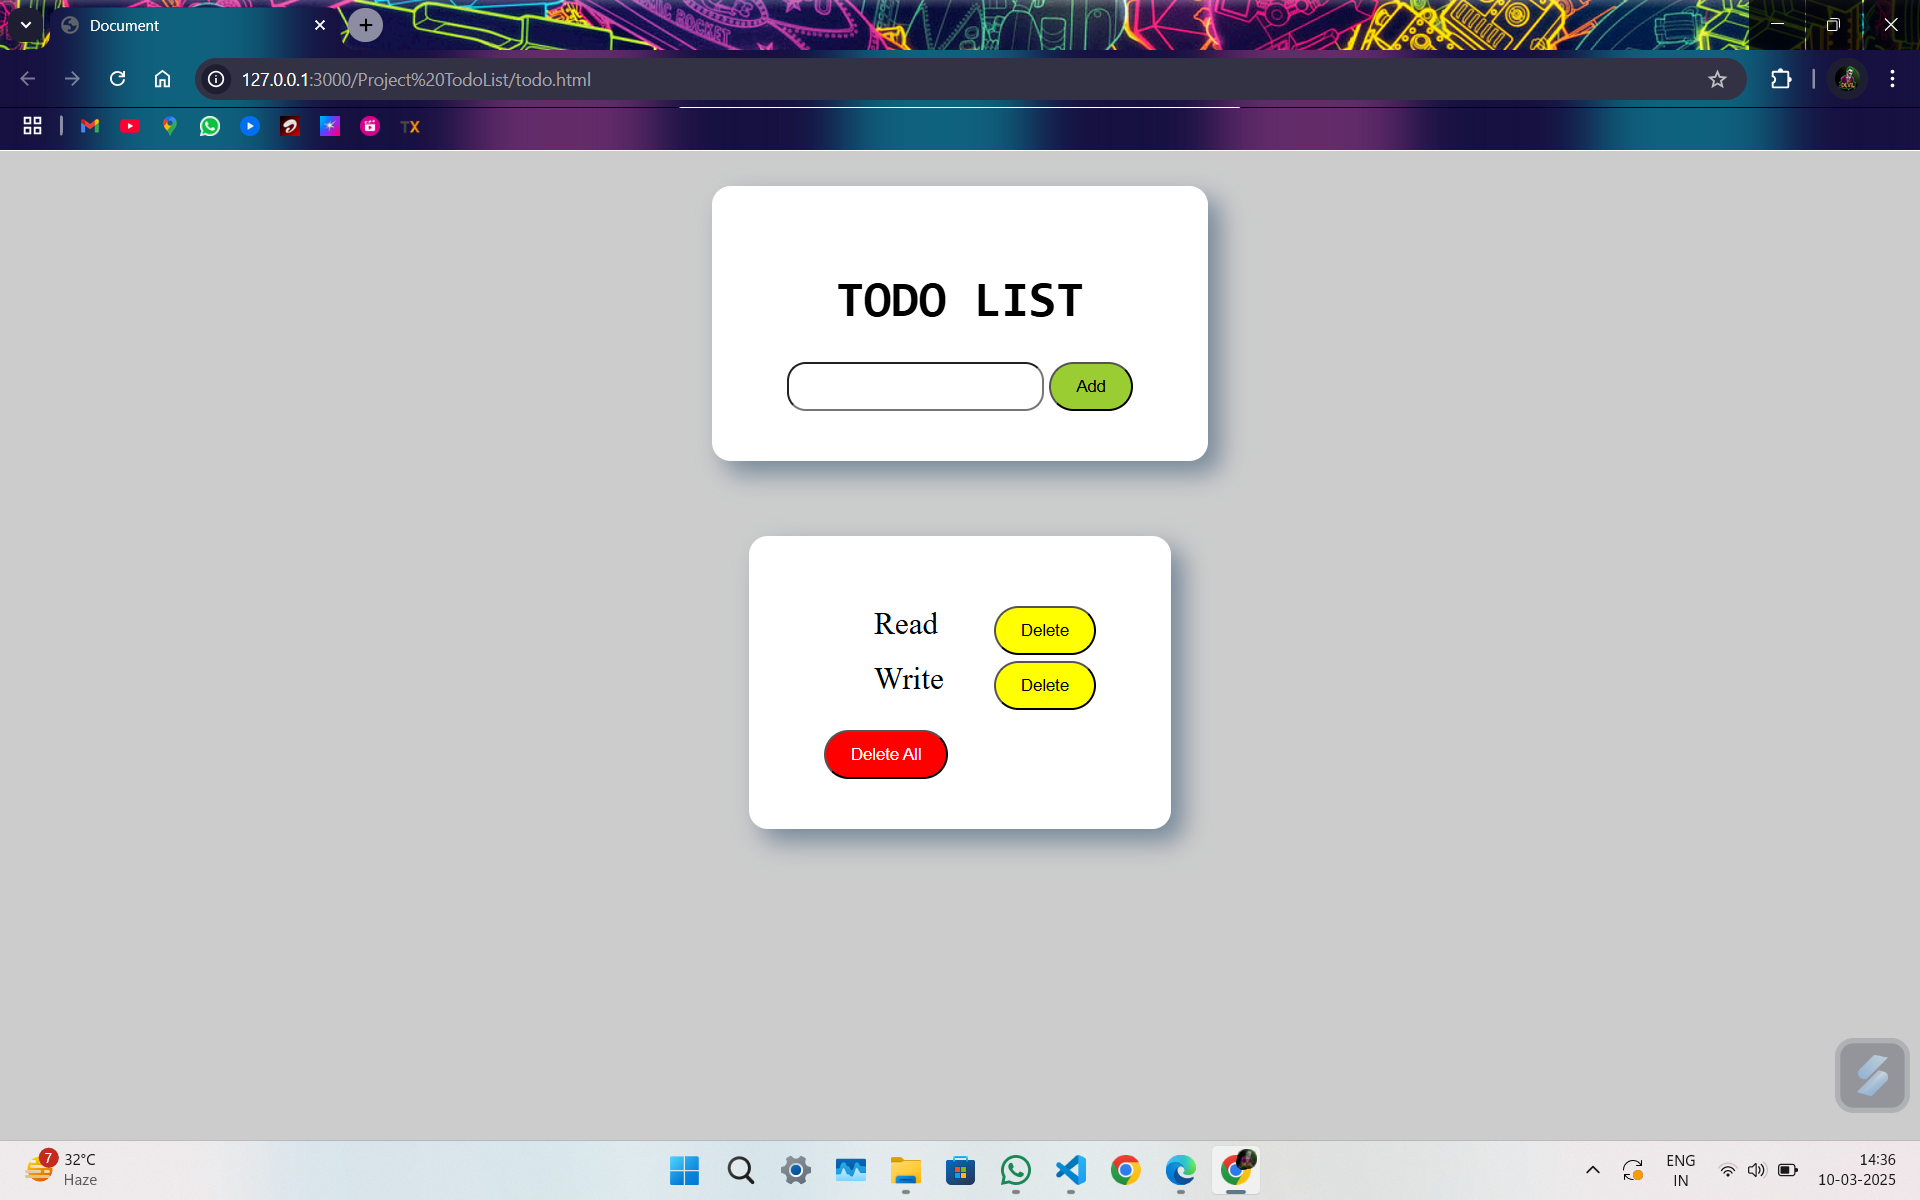 Document
127.0.0.1:3000/Project%20TodoList/todo.html
TX
TODO LIST
Add
Read Delete
Write Delete
Delete All
7
32°C
Haze
ENG
IN
14:36
10-03-2025